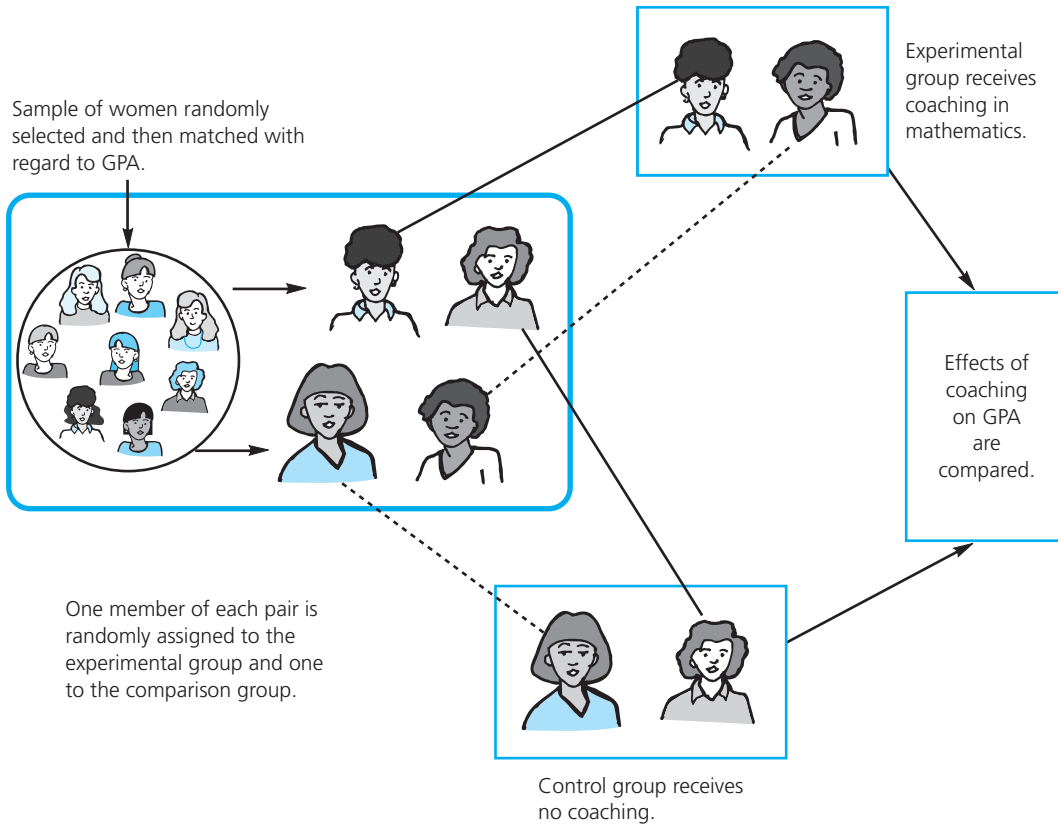 Sample of women randomly
selected and then matched with
regard to GPA.
Experimental
group receives
coaching in
mathematics.
Effects of
coaching
on GPA
are
compared.
One member of each pair is
randomly assigned to the
experimental group and one
to the comparison group.
Control group receives
no coaching.